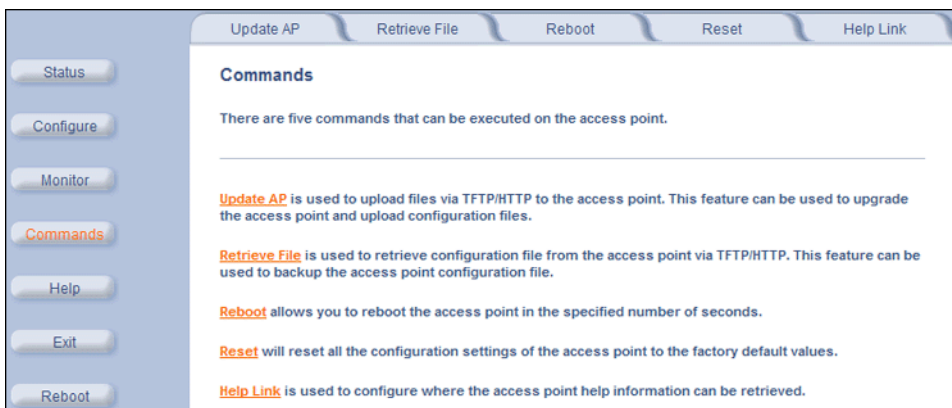 Update AP
Retrieve File
Reboot
Reset
Help Link
Status
Configure
Monitor
Commands
Help
Exit
Reboot
Commands
There are five commands that can be executed on the access point.
Update AP is used to upload files via TFTP/HTTP to the access point. This feature can be used to upgrade
the access point and upload configuration files.
Retrieve File is used to retrieve configuration file from the access point via TFTP/HTTP. This feature can be
used to backup the access point configuration file.
Reboot allows you to reboot the access point in the specified number of seconds.
Reset will reset all the configuration settings of the access point to the factory default values.
Help Link is used to configure where the access point help information can be retrieved.